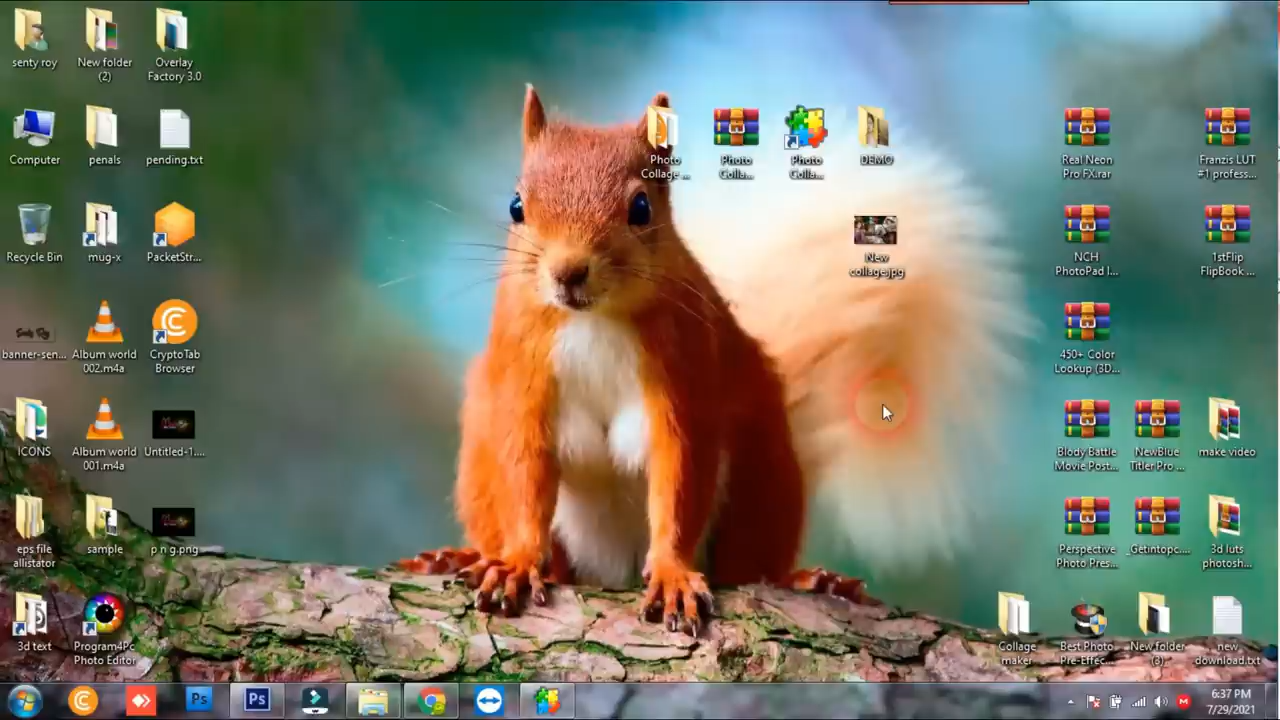 senty roy
New folder
(2)
Overlay
Factory 3.0
Computer
penals
pending.txt
Recycle Bin
mug-x
PacketStr...
banner-sen...
Album world
002.m4a
CryptoTab
Browser
ICONS
Album world
001.m4a
Untitled-1....
eps file
allistator
sample
p n g.png
3d text
Program4Pc
Photo Editor
Photo
Collage ...
Photo
Colla...
Photo
Colla...
DEMO
New
collage.jpg
Real Neon
Pro FX.rar
Franzis LUT
#1 profess...
NCH
PhotoPad I...
1stFlip
FlipBook ...
450+ Color
Lookup (3D...
Blody Battle
Movie Post...
NewBlue
Titler Pro ...
make video
Perspective
Photo Pres...
_Getintopc....
3d luts
photosh...
Collage
maker
Best Photo
Pre-Effec...
New folder
(3)
new
download.txt
Ps
Ps
6:37 PM
7/29/2021